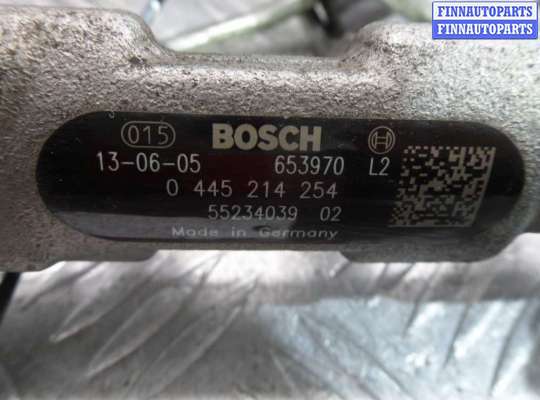 FINNAUTOPARTS
FINNAUTOPARTS
015 BOSCH
13-06-05 653970 L2
0 445 214 254
55234039 02
Made in Germany